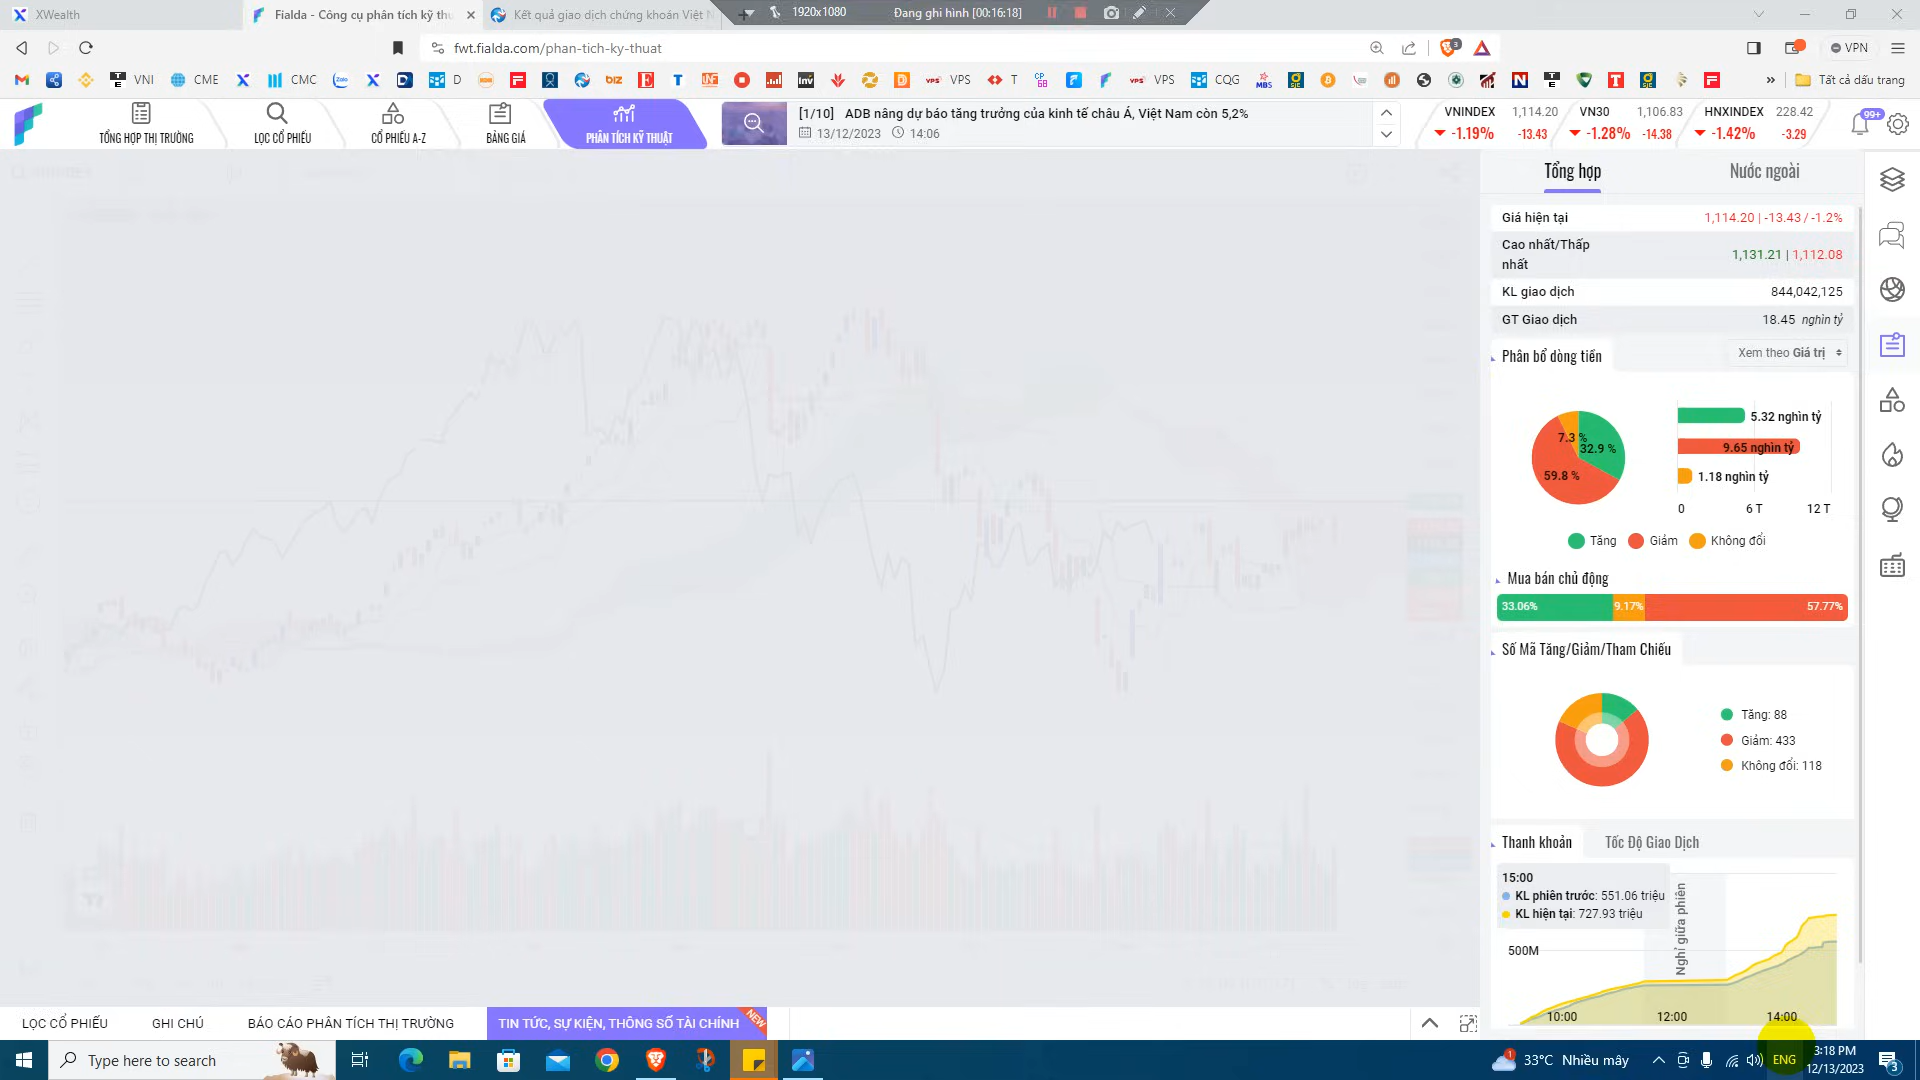 XWealth
Fialda - Công cụ phân tích kỹ thu
Kết quả giao dịch chứng khoán Việt N
1920x1080
Đang ghi hình [00:16:18]
fwt.fialda.com/phan-tich-ky-thuat
3
VPN
VNI
CME
CMC
D
VPS
T
VPS
CQG
Tất cả dấu trang
TỔNG HỢP THỊ TRƯỜNG
LỌC CỔ PHIẾU
CỔ PHIẾU A-Z
BẢNG GIÁ
PHÂN TÍCH KỸ THUẬT
[1/10] ADB nâng dự báo tăng trưởng của kinh tế châu Á, Việt Nam còn 5,2%
13/12/2023 14:06
VNINDEX 1,114.20
-1.19% -13.43
VN30 1,106.83
-1.28% -14.38
HNXINDEX 228.42
-1.42% -3.29
99+
Tổng hợp
Nước ngoài
Giá hiện tại 1,114.20 | -13.43 / -1.2%
Cao nhất/Thấp nhất 1,131.21 | 1,112.08
KL giao dịch 844,042,125
GT Giao dịch 18.45 nghìn tỷ
Phân bổ dòng tiền
Xem theo Giá trị
7.3 %
32.9 %
59.8 %
5.32 nghìn tỷ
9.65 nghìn tỷ
1.18 nghìn tỷ
0 6 T 12 T
Tăng Giảm Không đổi
Mua bán chủ động
33.06% 9.17% 57.77%
Số Mã Tăng/Giảm/Tham Chiếu
Tăng: 88
Giảm: 433
Không đổi: 118
Thanh khoản
Tốc Độ Giao Dịch
15:00
KL phiên trước: 551.06 triệu
KL hiện tại: 727.93 triệu
Nghỉ giữa phiên
500M
10:00 12:00 14:00
LỌC CỔ PHIẾU
GHI CHÚ
BÁO CÁO PHÂN TÍCH THỊ TRƯỜNG
TIN TỨC, SỰ KIỆN, THÔNG SỐ TÀI CHÍNH
NEW
Type here to search
1
33°C Nhiều mây
ENG
3:18 PM
12/13/2023
3